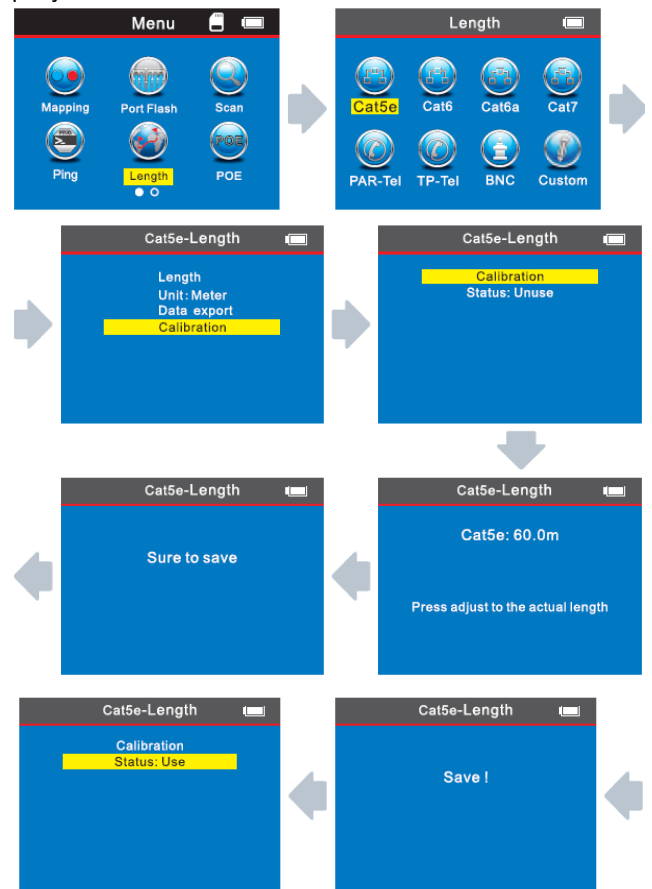 Menu
Mapping Port Flash Scan
Ping Length POE
Length
Cat5e Cat6 Cat6a Cat7
PAR-Tel TP-Tel BNC Custom
Cat5e-Length
Length
Unit: Meter
Data export
Calibration
Cat5e-Length
Calibration
Status: Unuse
Cat5e-Length
Cat5e: 60.0m
Press adjust to the actual length
Cat5e-Length
Sure to save
Cat5e-Length
Save !
Cat5e-Length
Calibration
Status: Use